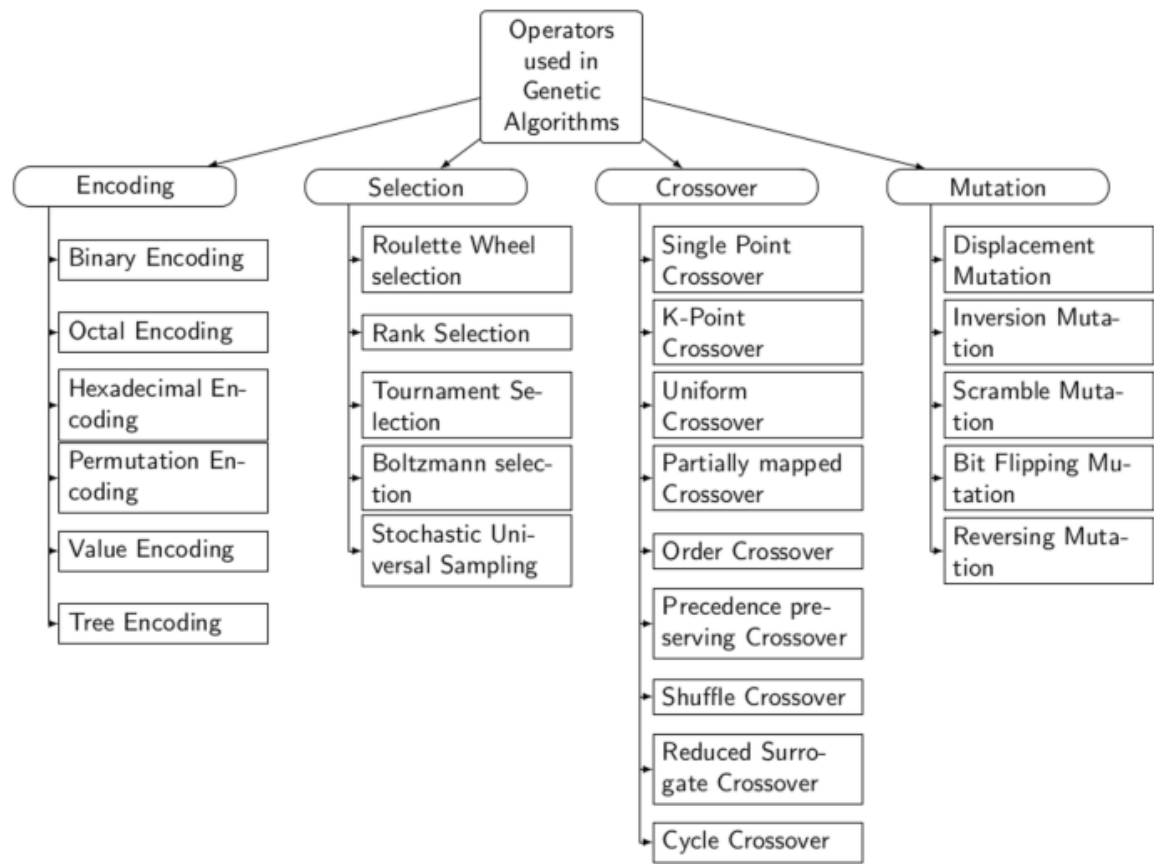 Operators
used in
Genetic
Algorithms
Encoding
Binary Encoding
Octal Encoding
Hexadecimal En-
coding
Permutation En-
coding
Value Encoding
Tree Encoding
Selection
Roulette Wheel
selection
Rank Selection
Tournament Se-
lection
Boltzmann selec-
tion
Stochastic Uni-
versal Sampling
Crossover
Single Point
Crossover
K-Point
Crossover
Uniform
Crossover
Partially mapped
Crossover
Order Crossover
Precedence pre-
serving Crossover
Shuffle Crossover
Reduced Surro-
gate Crossover
Cycle Crossover
Mutation
Displacement
Mutation
Inversion Muta-
tion
Scramble Muta-
tion
Bit Flipping Mu-
tation
Reversing Muta-
tion